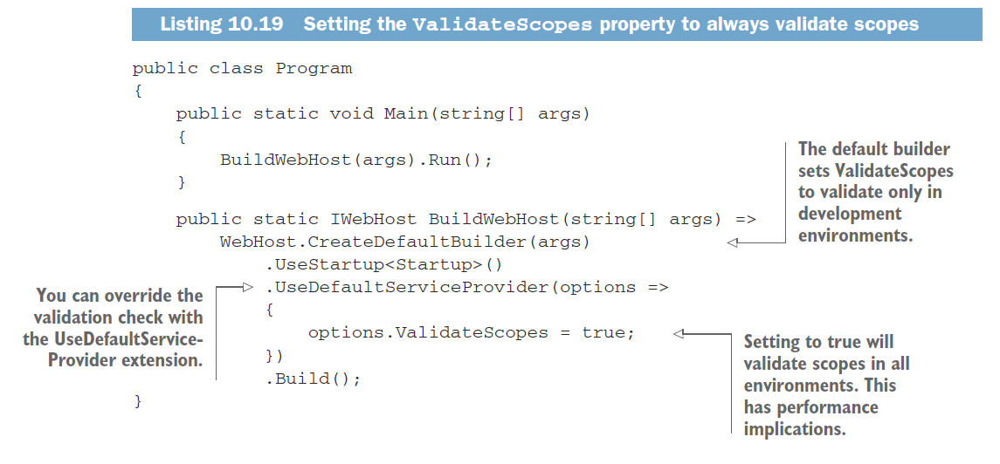 Listing 10.19 Setting the ValidateScopes property to always validate scopes
public class Program
{
public static void Main(string[] args)
{
BuildWebHost(args).Run();
}
The default builder
sets ValidateScopes
to validate only in
development
environments.
public static IWebHost BuildWebHost(string[] args) =>
WebHost.CreateDefaultBuilder(args)
.UseStartup<Startup>()
.UseDefaultServiceProvider(options =>
{
options.ValidateScopes = true;
})
.Build();
}
You can override the
validation check with
the UseDefaultService-
Provider extension.
Setting to true will
validate scopes in all
environments. This
has performance
implications.